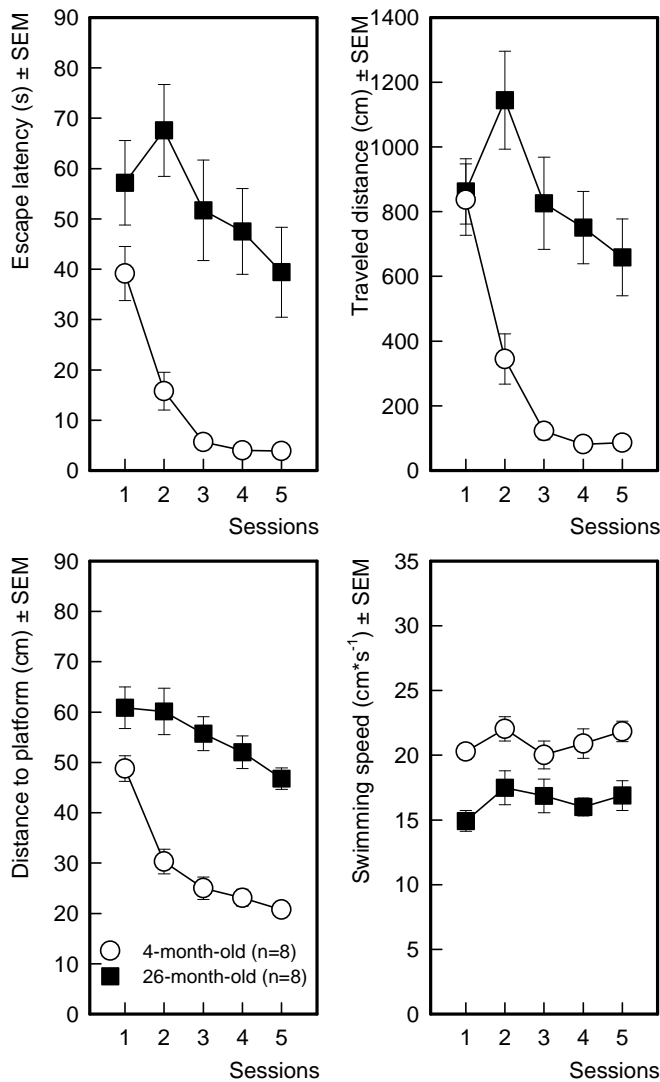 Escape latency (s) ± SEM
90
80
70
60
50
40
30
20
10
0
1 2 3 4 5
Sessions
Traveled distance (cm) ± SEM
1400
1200
1000
800
600
400
200
0
1 2 3 4 5
Sessions
Distance to platform (cm) ± SEM
90
80
70
60
50
40
30
20
10
0
4-month-old (n=8)
26-month-old (n=8)
1 2 3 4 5
Sessions
Swimming speed (cm*s⁻¹) ± SEM
35
30
25
20
15
10
5
0
1 2 3 4 5
Sessions